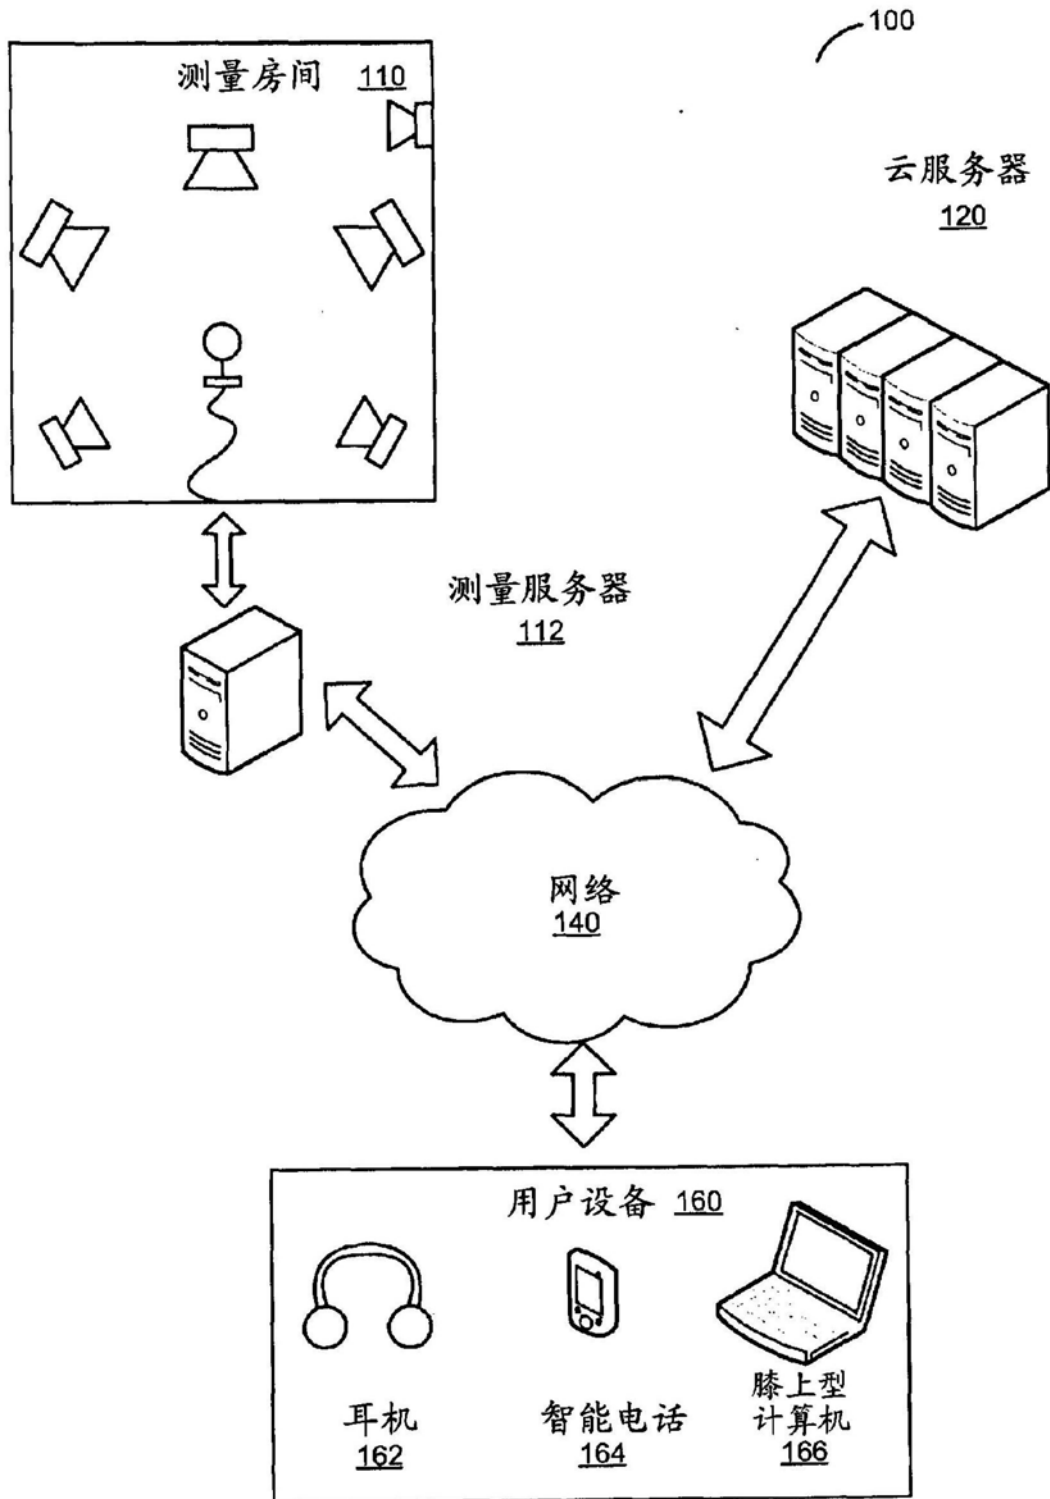 100
测量房间 110
云服务器
120
测量服务器
112
网络
140
用户设备 160
耳机
162
智能电话
164
膝上型
计算机
166